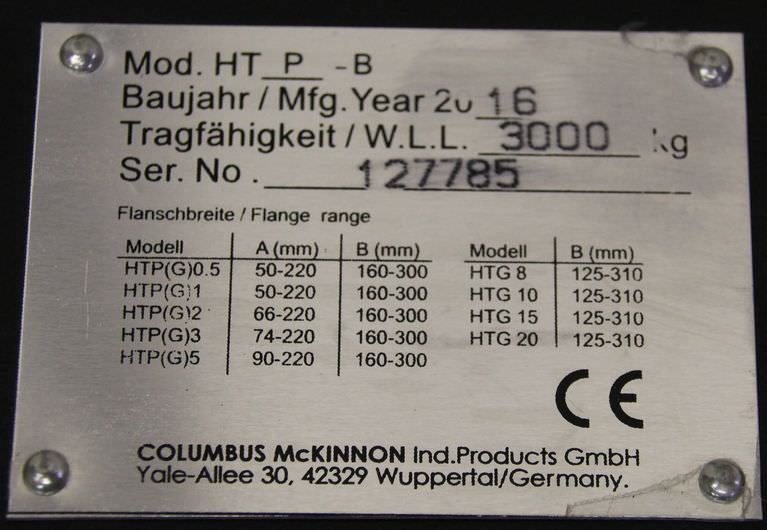 Mod. HT P -B
Baujahr / Mfg. Year 20 16
Tragfähigkeit / W.L.L. 3000 kg
Ser. No . 127785
Flanschbreite / Flange range
Modell A (mm) B (mm) Modell B (mm)
HTP(G)0.5 50-220 160-300 HTG 8 125-310
HTP(G)1 50-220 160-300 HTG 10 125-310
HTP(G)2 66-220 160-300 HTG 15 125-310
HTP(G)3 74-220 160-300 HTG 20 125-310
HTP(G)5 90-220 160-300
CE
COLUMBUS McKINNON Ind.Products GmbH
Yale-Allee 30, 42329 Wuppertal/Germany.